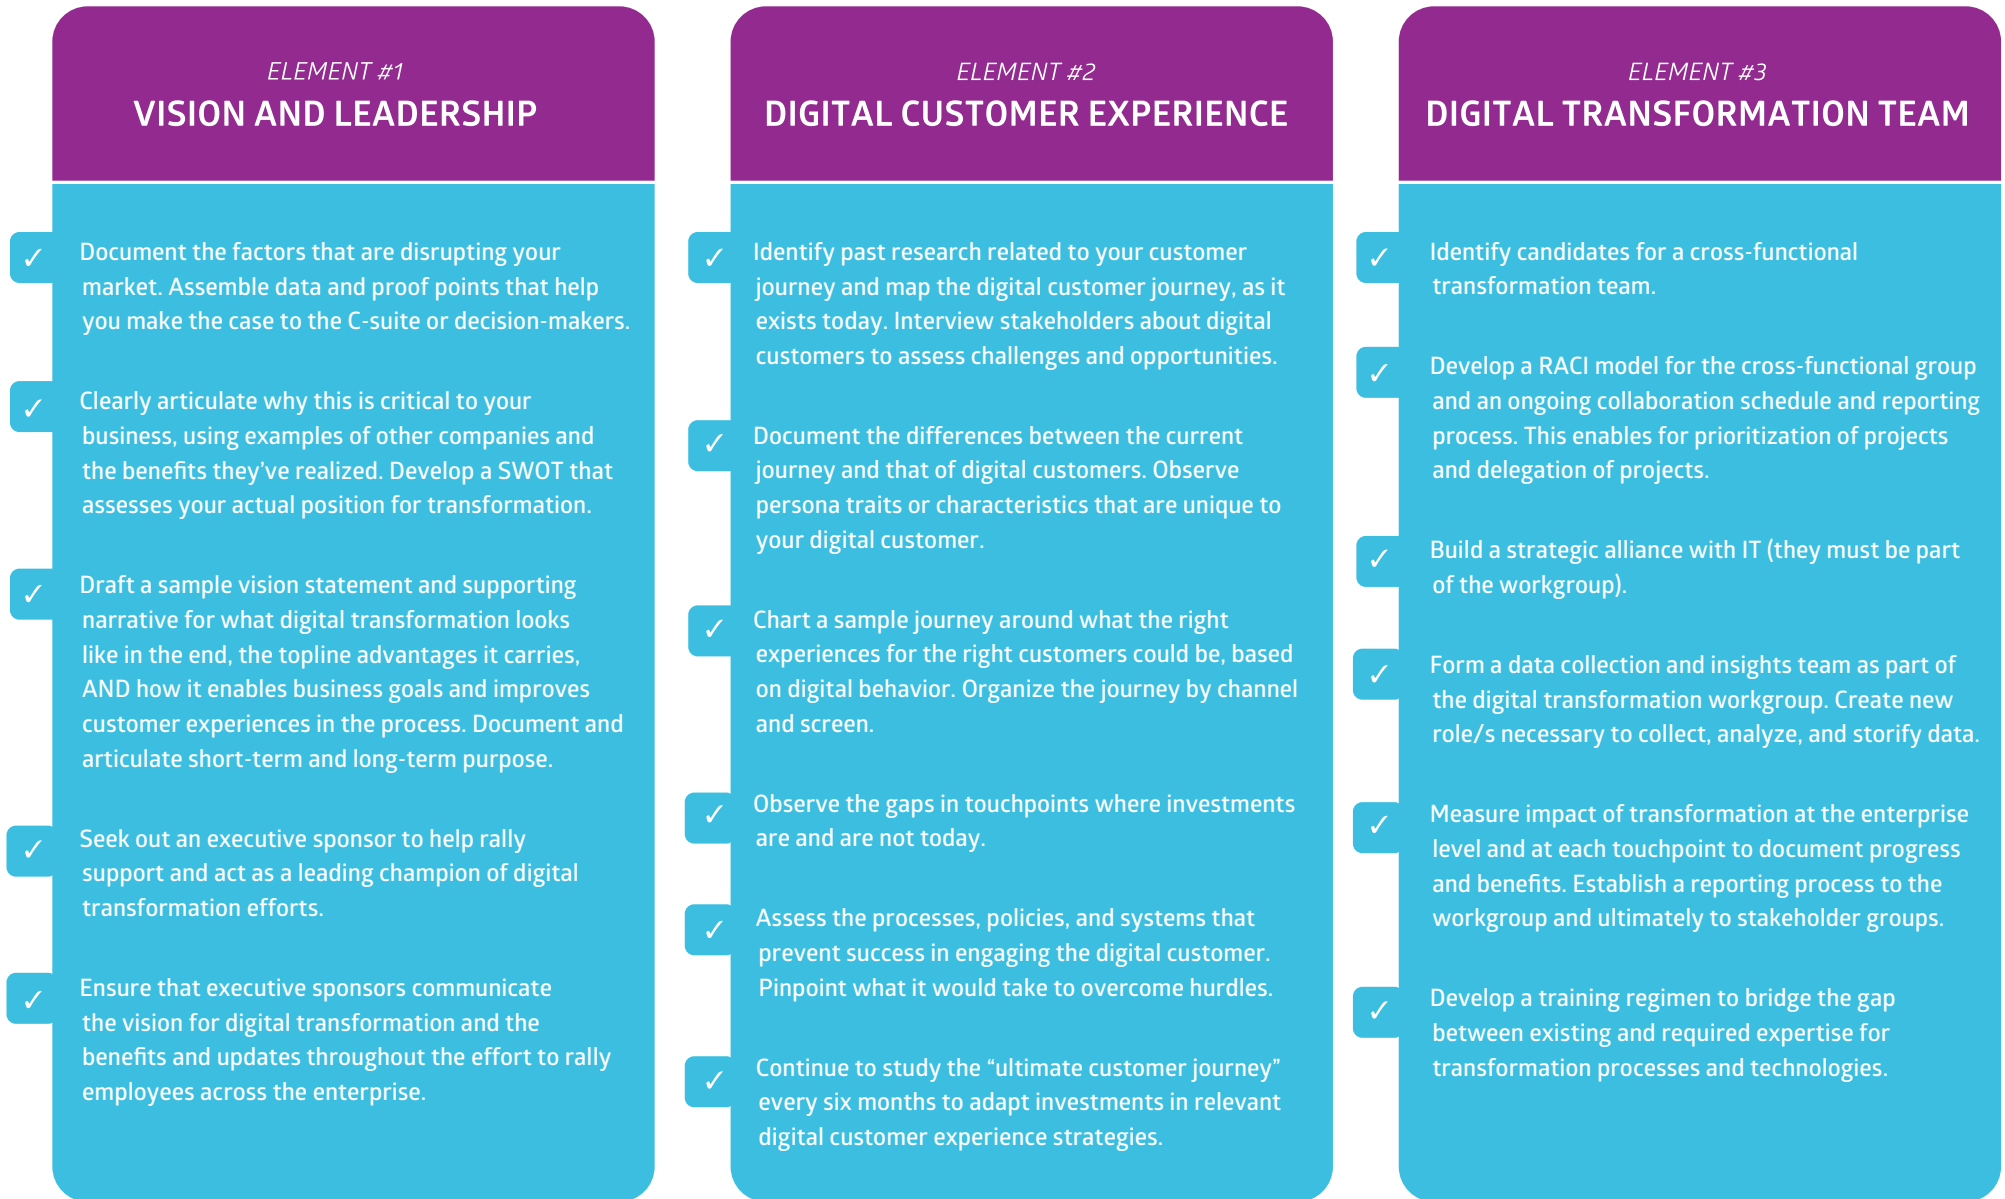 ELEMENT #1
VISION AND LEADERSHIP
✓ Document the factors that are disrupting your
market. Assemble data and proof points that help
you make the case to the C-suite or decision-makers.
✓ Clearly articulate why this is critical to your
business, using examples of other companies and
the benefits they’ve realized. Develop a SWOT that
assesses your actual position for transformation.
✓ Draft a sample vision statement and supporting
narrative for what digital transformation looks
like in the end, the topline advantages it carries,
AND how it enables business goals and improves
customer experiences in the process. Document and
articulate short-term and long-term purpose.
✓ Seek out an executive sponsor to help rally
support and act as a leading champion of digital
transformation efforts.
✓ Ensure that executive sponsors communicate
the vision for digital transformation and the
benefits and updates throughout the effort to rally
employees across the enterprise.
ELEMENT #2
DIGITAL CUSTOMER EXPERIENCE
✓ Identify past research related to your customer
journey and map the digital customer journey, as it
exists today. Interview stakeholders about digital
customers to assess challenges and opportunities.
✓ Document the differences between the current
journey and that of digital customers. Observe
persona traits or characteristics that are unique to
your digital customer.
✓ Chart a sample journey around what the right
experiences for the right customers could be, based
on digital behavior. Organize the journey by channel
and screen.
✓ Observe the gaps in touchpoints where investments
are and are not today.
✓ Assess the processes, policies, and systems that
prevent success in engaging the digital customer.
Pinpoint what it would take to overcome hurdles.
✓ Continue to study the “ultimate customer journey”
every six months to adapt investments in relevant
digital customer experience strategies.
ELEMENT #3
DIGITAL TRANSFORMATION TEAM
✓ Identify candidates for a cross-functional
transformation team.
✓ Develop a RACI model for the cross-functional group
and an ongoing collaboration schedule and reporting
process. This enables for prioritization of projects
and delegation of projects.
✓ Build a strategic alliance with IT (they must be part
of the workgroup).
✓ Form a data collection and insights team as part of
the digital transformation workgroup. Create new
role/s necessary to collect, analyze, and storify data.
✓ Measure impact of transformation at the enterprise
level and at each touchpoint to document progress
and benefits. Establish a reporting process to the
workgroup and ultimately to stakeholder groups.
✓ Develop a training regimen to bridge the gap
between existing and required expertise for
transformation processes and technologies.